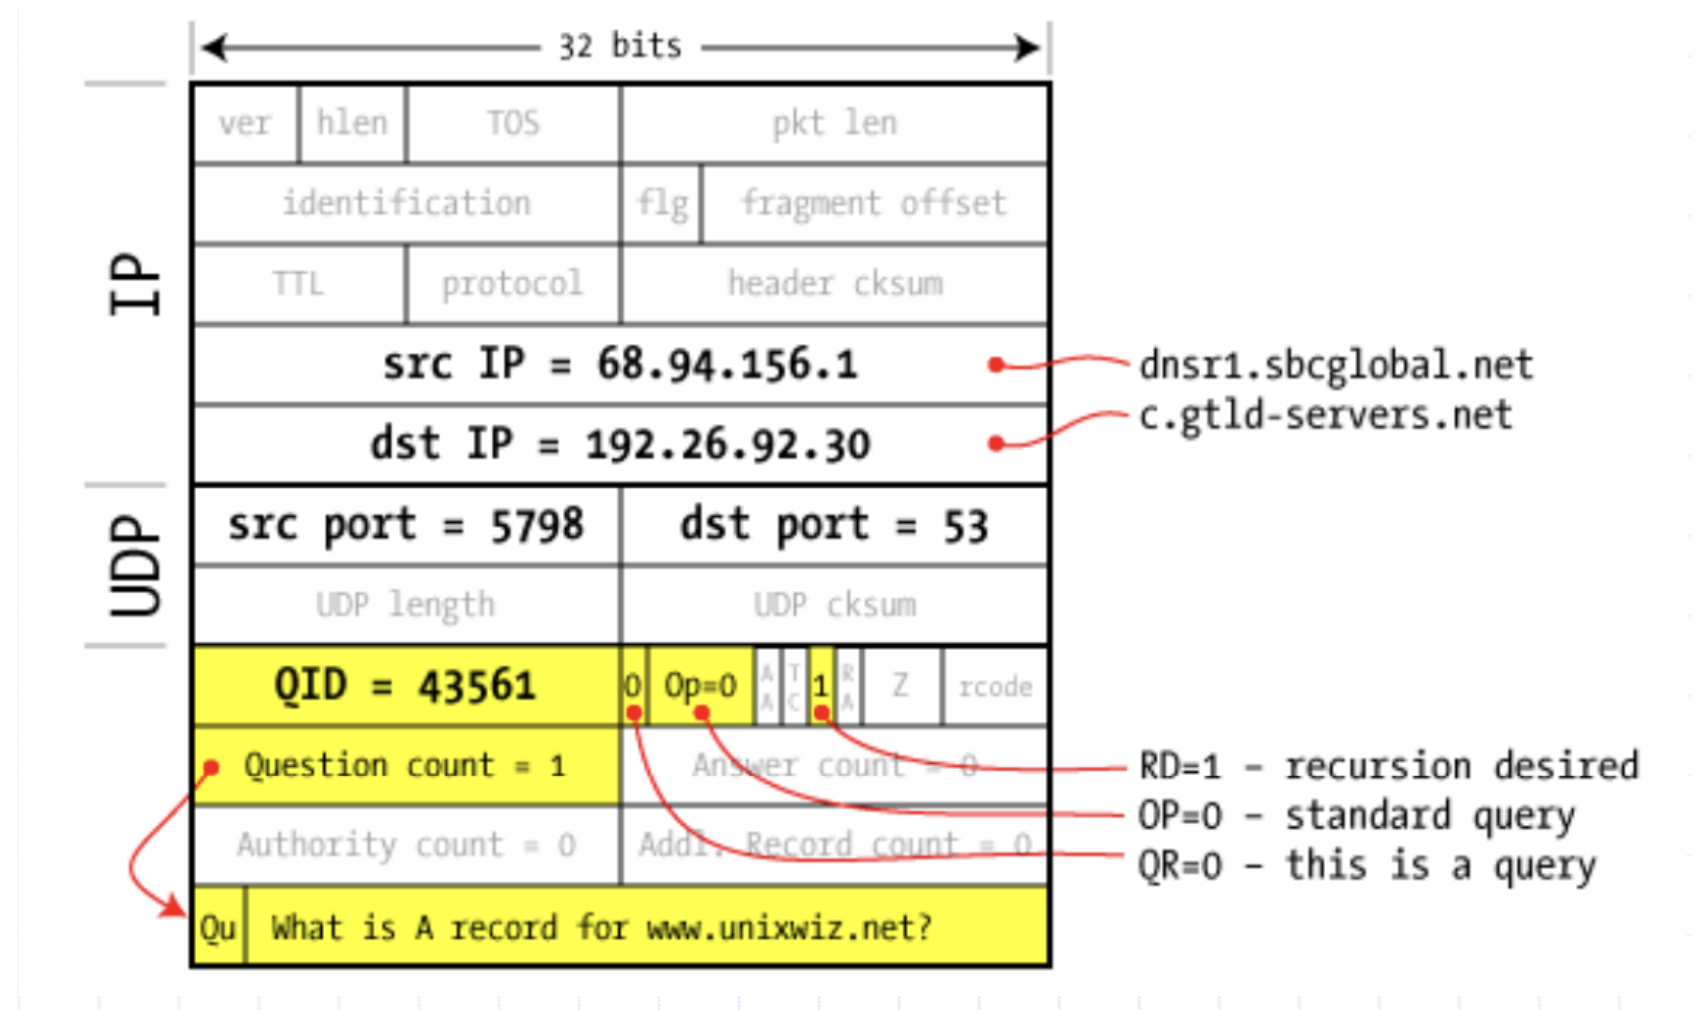 32 bits
IP
ver hlen TOS pkt len
identification flg fragment offset
TTL protocol header cksum
src IP = 68.94.156.1 dnsr1.sbcglobal.net
dst IP = 192.26.92.30 c.gtld-servers.net
UDP
src port = 5798 dst port = 53
UDP length UDP cksum
QID = 43561 0 Op=0 AA TC 1 RA Z rcode
Question count = 1 Answer count = 0 RD=1 – recursion desired
OP=0 – standard query
Authority count = 0 Addl. Record count = 0 QR=0 – this is a query
Qu What is A record for www.unixwiz.net?